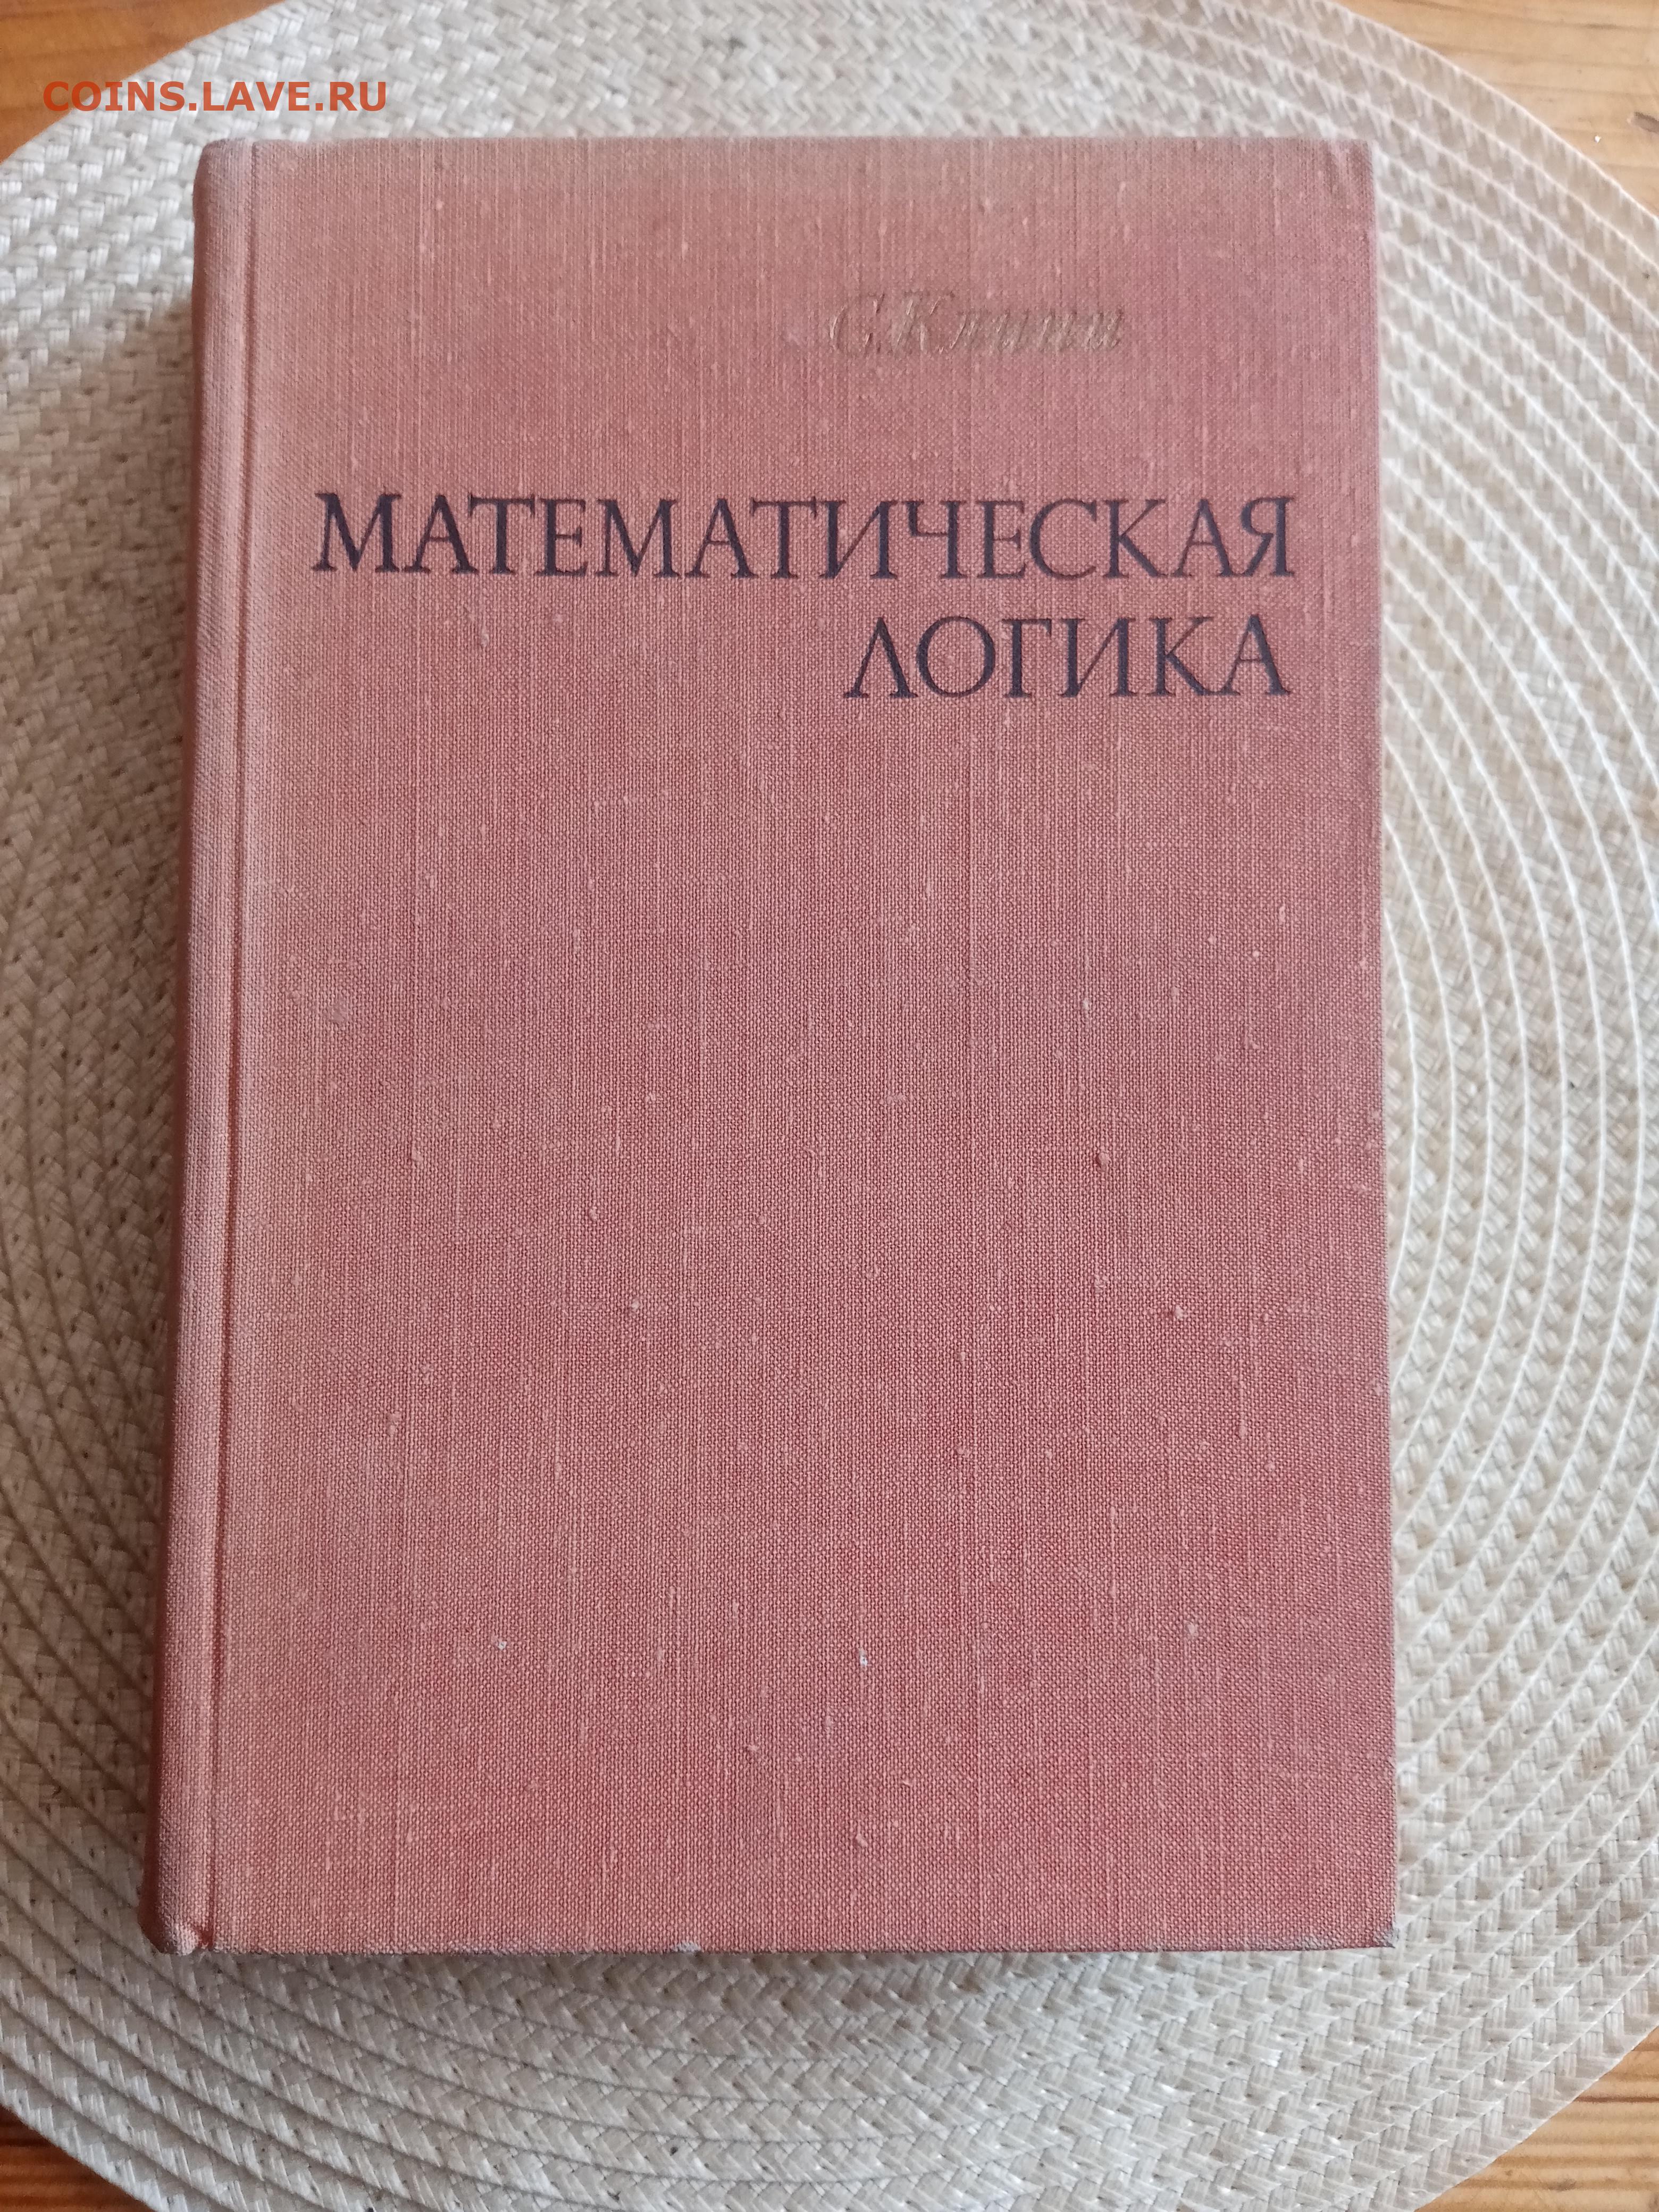 COINS.LAVE.RU
С. Клини
МАТЕМАТИЧЕСКАЯ
ЛОГИКА